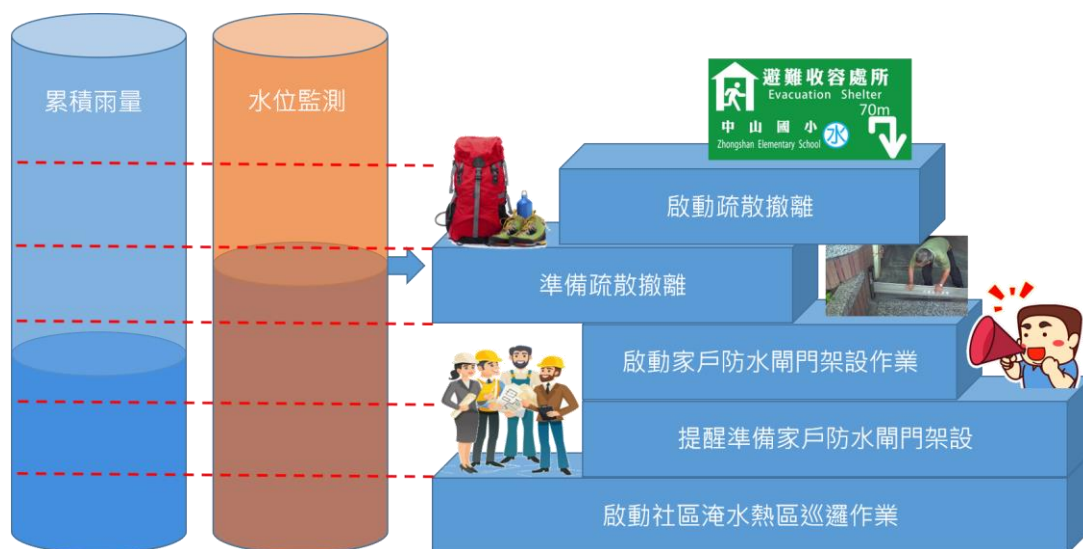 累積雨量
水位監測
避難收容處所
Evacuation Shelter
70m
中山國小
水
Zhongshan Elementary School
啟動疏散撤離
準備疏散撤離
啟動家戶防水閘門架設作業
提醒準備家戶防水閘門架設
啟動社區淹水熱區巡邏作業